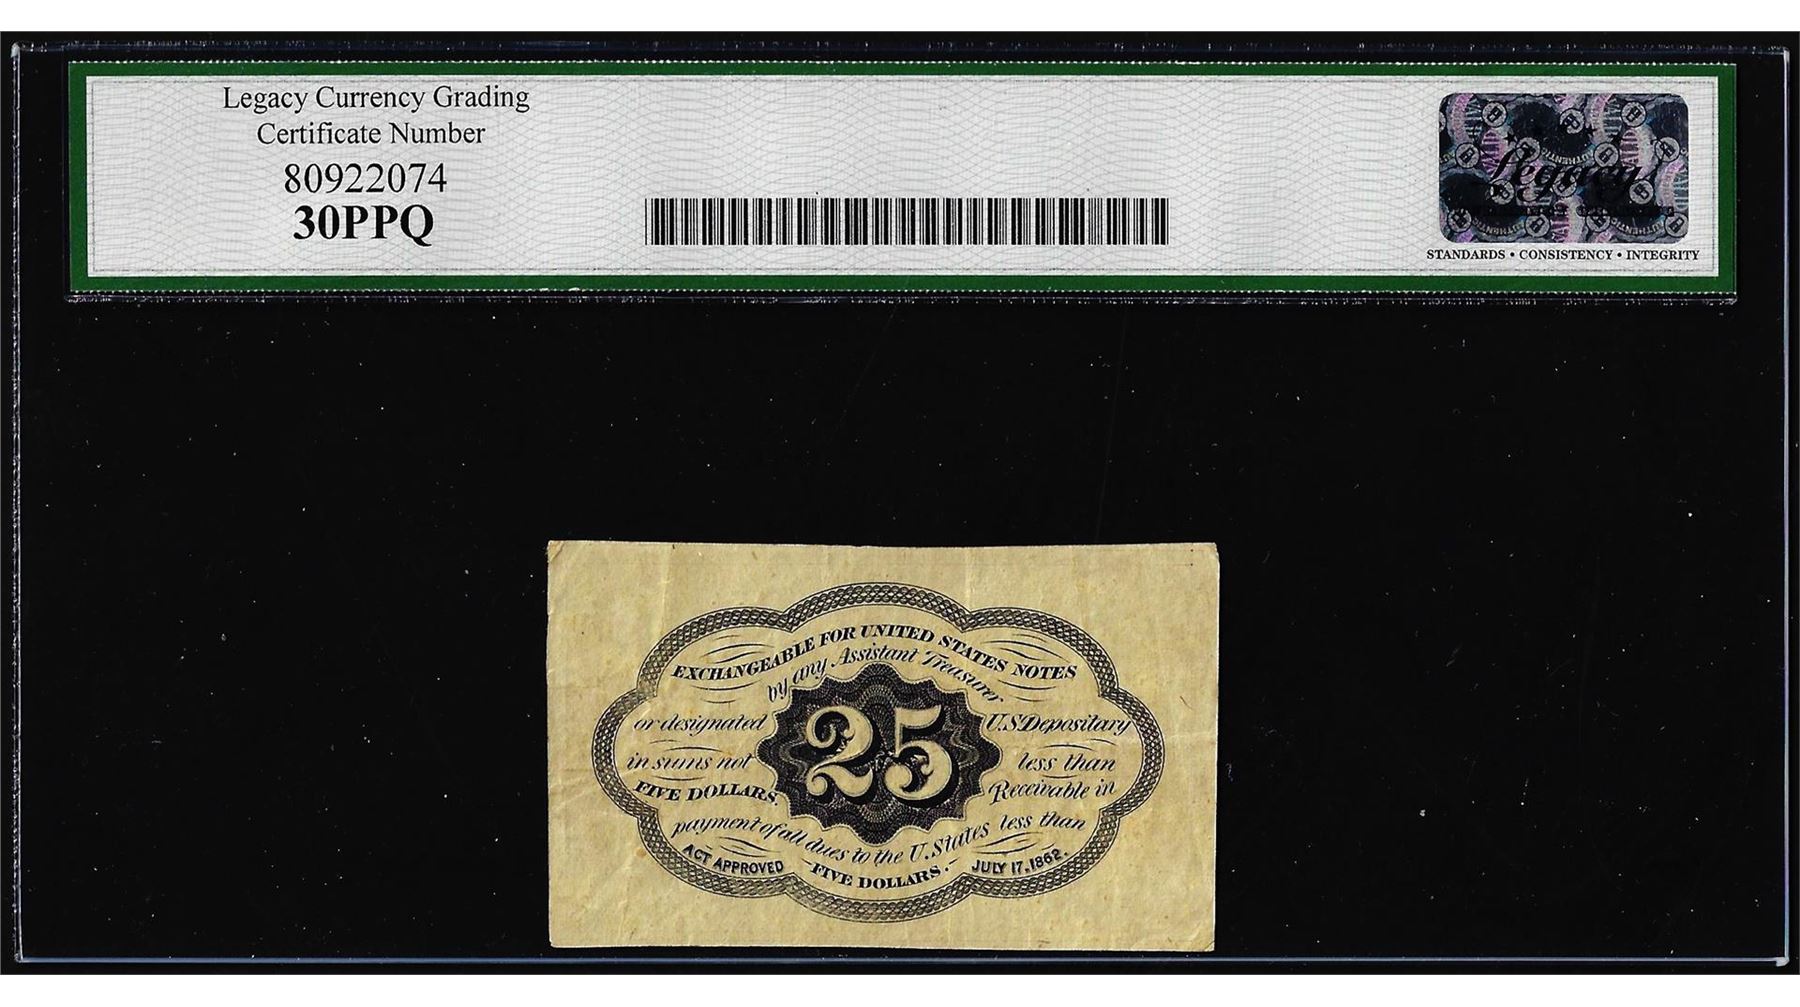 Legacy Currency Grading
Certificate Number
80922074
30PPQ
Legacy
STANDARDS • CONSISTENCY • INTEGRITY
EXCHANGEABLE FOR UNITED STATES NOTES
by any Assistant Treasurer
or designated U.S Depositary
in sums not less than
FIVE DOLLARS. Receivable in
payment of all dues to the U. States less than
FIVE DOLLARS.
ACT APPROVED JULY 17, 1862.
25